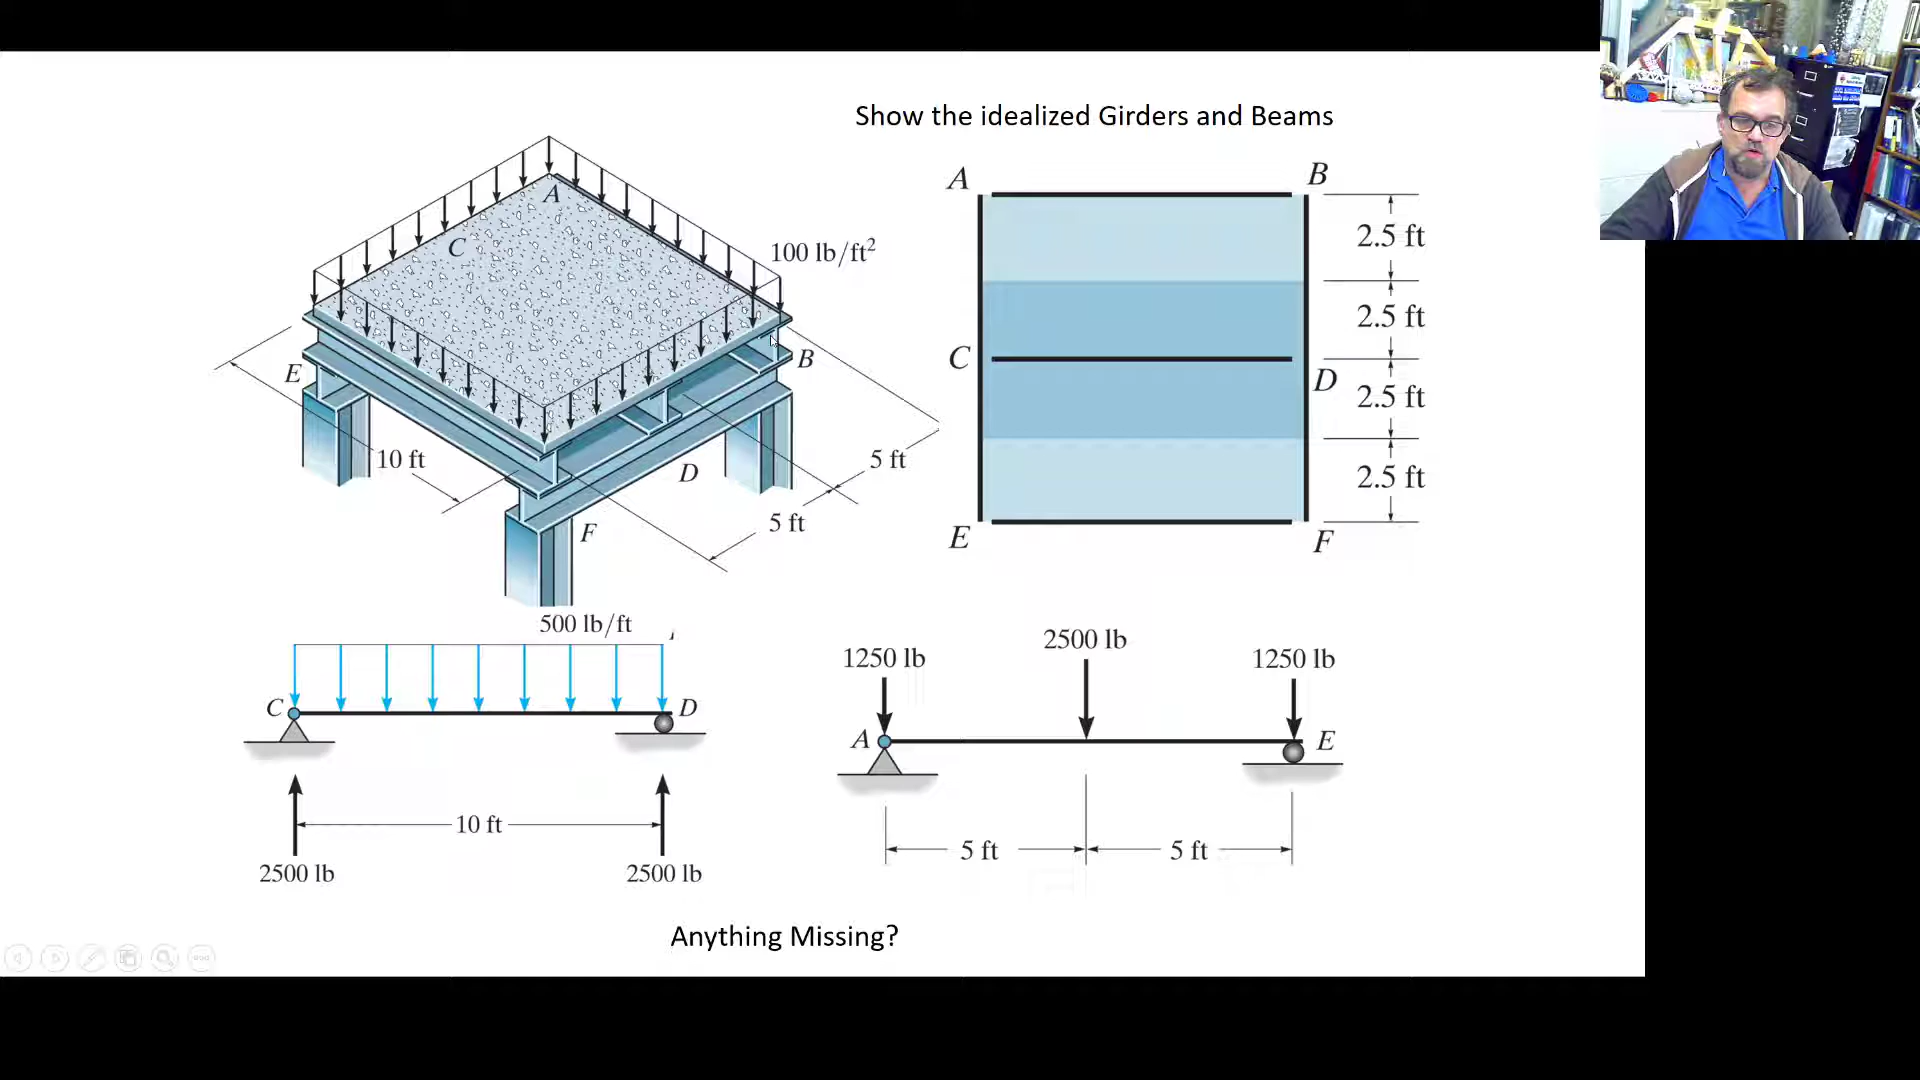 Show the idealized Girders and Beams
A
C
100 lb/ft²
E
B
10 ft
D
5 ft
5 ft
F
A
B
2.5 ft
2.5 ft
C
D
2.5 ft
2.5 ft
E
F
500 lb/ft
C
D
10 ft
2500 lb
2500 lb
1250 lb
2500 lb
1250 lb
A
E
5 ft
5 ft
Anything Missing?